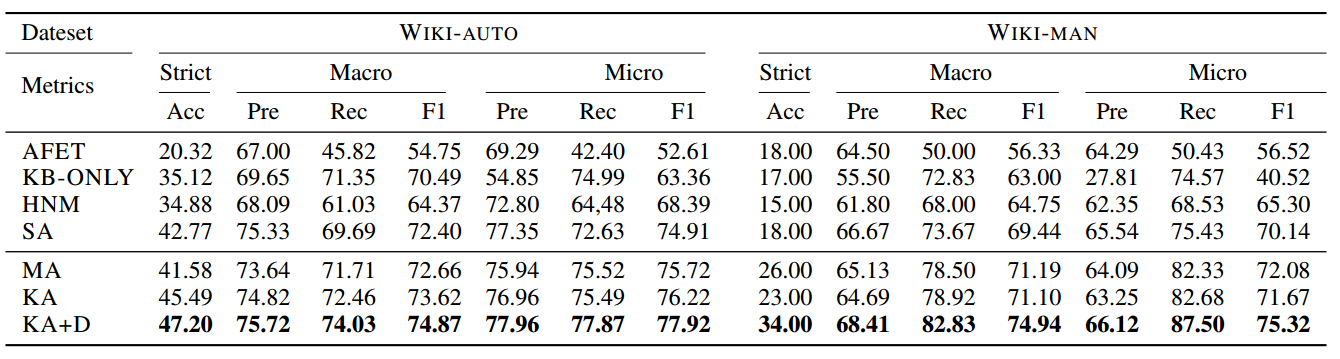 Dateset WIKI-AUTO WIKI-MAN
Metrics Strict Macro Micro Strict Macro Micro
Acc Pre Rec F1 Pre Rec F1 Acc Pre Rec F1 Pre Rec F1
AFET 20.32 67.00 45.82 54.75 69.29 42.40 52.61 18.00 64.50 50.00 56.33 64.29 50.43 56.52
KB-ONLY 35.12 69.65 71.35 70.49 54.85 74.99 63.36 17.00 55.50 72.83 63.00 27.81 74.57 40.52
HNM 34.88 68.09 61.03 64.37 72.80 64,48 68.39 15.00 61.80 68.00 64.75 62.35 68.53 65.30
SA 42.77 75.33 69.69 72.40 77.35 72.63 74.91 18.00 66.67 73.67 69.44 65.54 75.43 70.14
MA 41.58 73.64 71.71 72.66 75.94 75.52 75.72 26.00 65.13 78.50 71.19 64.09 82.33 72.08
KA 45.49 74.82 72.46 73.62 76.96 75.49 76.22 23.00 64.69 78.92 71.10 63.25 82.68 71.67
KA+D 47.20 75.72 74.03 74.87 77.96 77.87 77.92 34.00 68.41 82.83 74.94 66.12 87.50 75.32